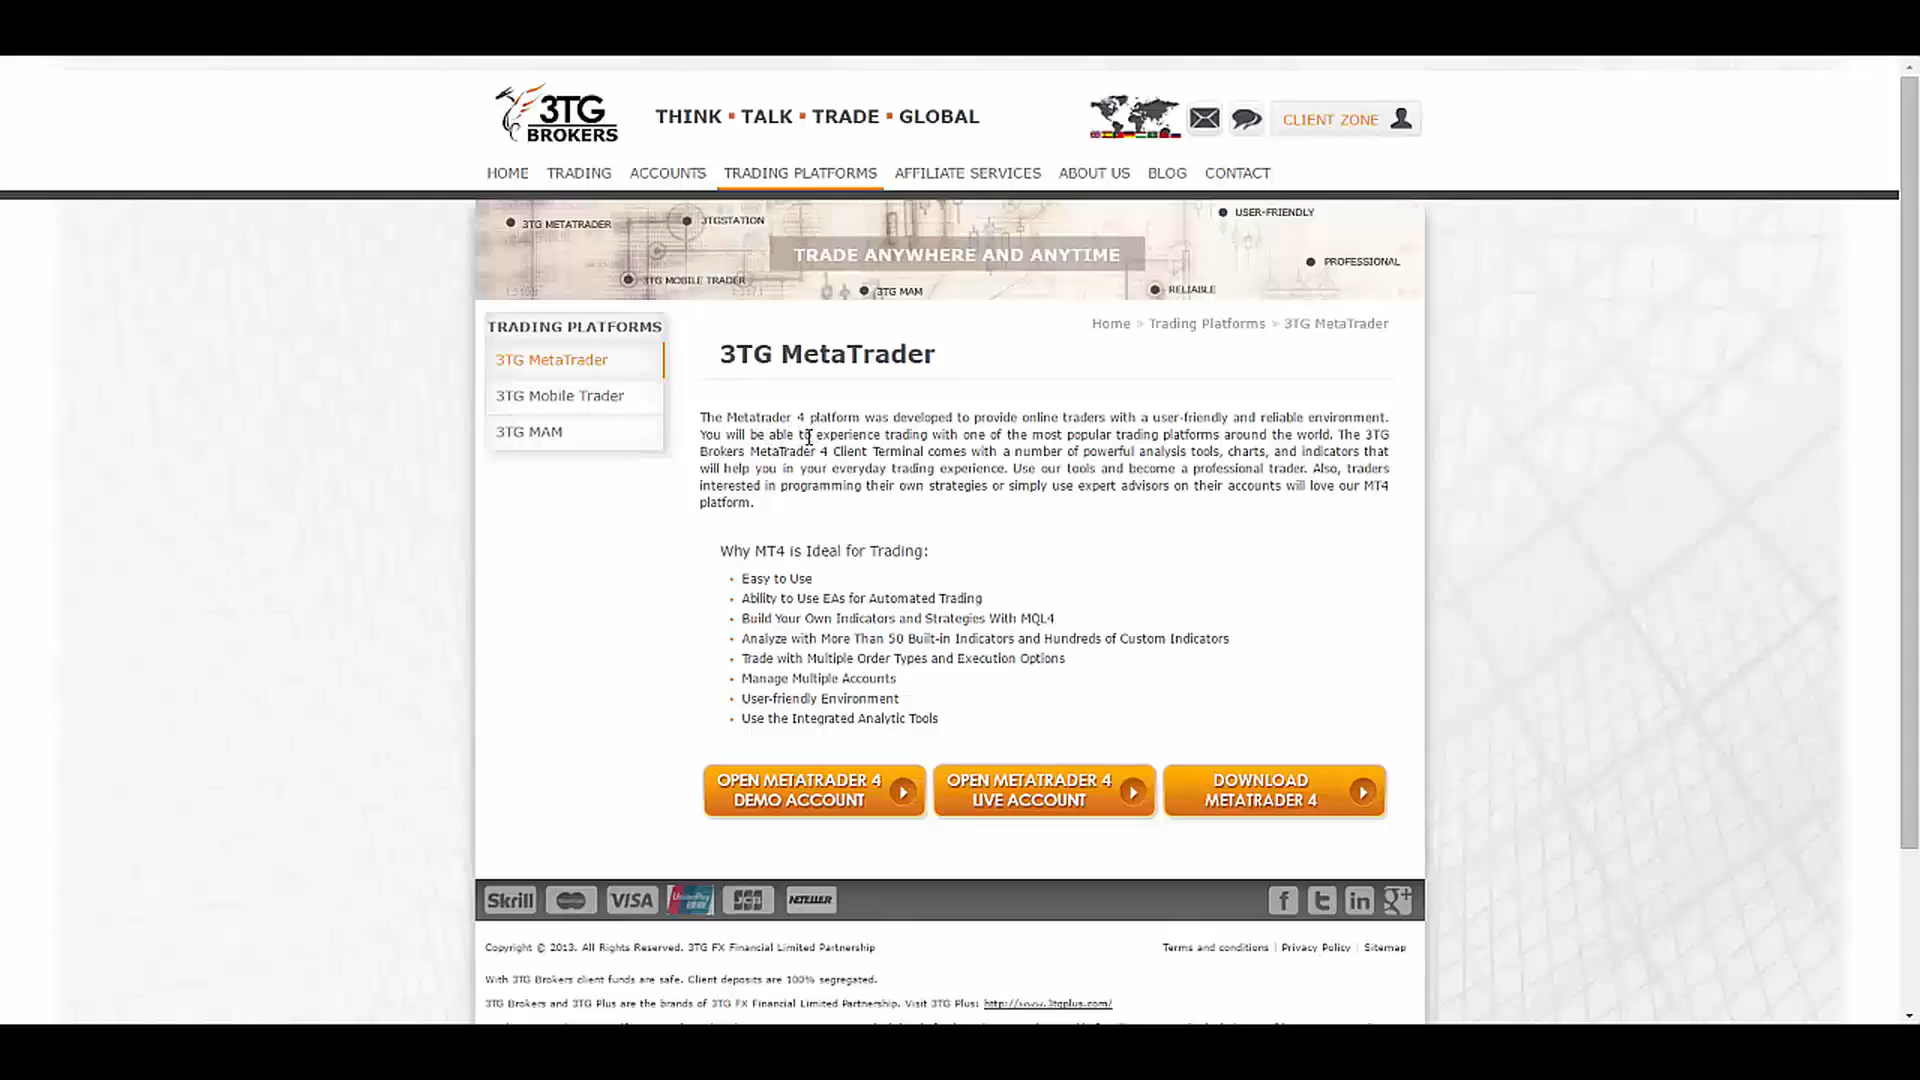 3TG
BROKERS
THINK ▪ TALK ▪ TRADE ▪ GLOBAL
CLIENT ZONE
HOME TRADING ACCOUNTS TRADING PLATFORMS AFFILIATE SERVICES ABOUT US BLOG CONTACT
3TG METATRADER
3TGSTATION
USER-FRIENDLY
TRADE ANYWHERE AND ANYTIME
PROFESSIONAL
3TG MOBILE TRADER
3TG MAM
RELIABLE
TRADING PLATFORMS
3TG MetaTrader
3TG Mobile Trader
3TG MAM
Home » Trading Platforms » 3TG MetaTrader
3TG MetaTrader
The Metatrader 4 platform was developed to provide online traders with a user-friendly and reliable environment.
You will be able to experience trading with one of the most popular trading platforms around the world. The 3TG
Brokers MetaTrader 4 Client Terminal comes with a number of powerful analysis tools, charts, and indicators that
will help you in your everyday trading experience. Use our tools and become a professional trader. Also, traders
interested in programming their own strategies or simply use expert advisors on their accounts will love our MT4
platform.
Why MT4 is Ideal for Trading:
Easy to Use
Ability to Use EAs for Automated Trading
Build Your Own Indicators and Strategies With MQL4
Analyze with More Than 50 Built-in Indicators and Hundreds of Custom Indicators
Trade with Multiple Order Types and Execution Options
Manage Multiple Accounts
User-friendly Environment
Use the Integrated Analytic Tools
OPEN METATRADER 4
DEMO ACCOUNT
OPEN METATRADER 4
LIVE ACCOUNT
DOWNLOAD
METATRADER 4
Skrill VISA UnionPay JCB NETELLER
f t in g+
Copyright © 2013. All Rights Reserved. 3TG FX Financial Limited Partnership
Terms and conditions | Privacy Policy | Sitemap
With 3TG Brokers client funds are safe. Client deposits are 100% segregated.
3TG Brokers and 3TG Plus are the brands of 3TG FX Financial Limited Partnership. Visit 3TG Plus: http://www.3tgplus.com/